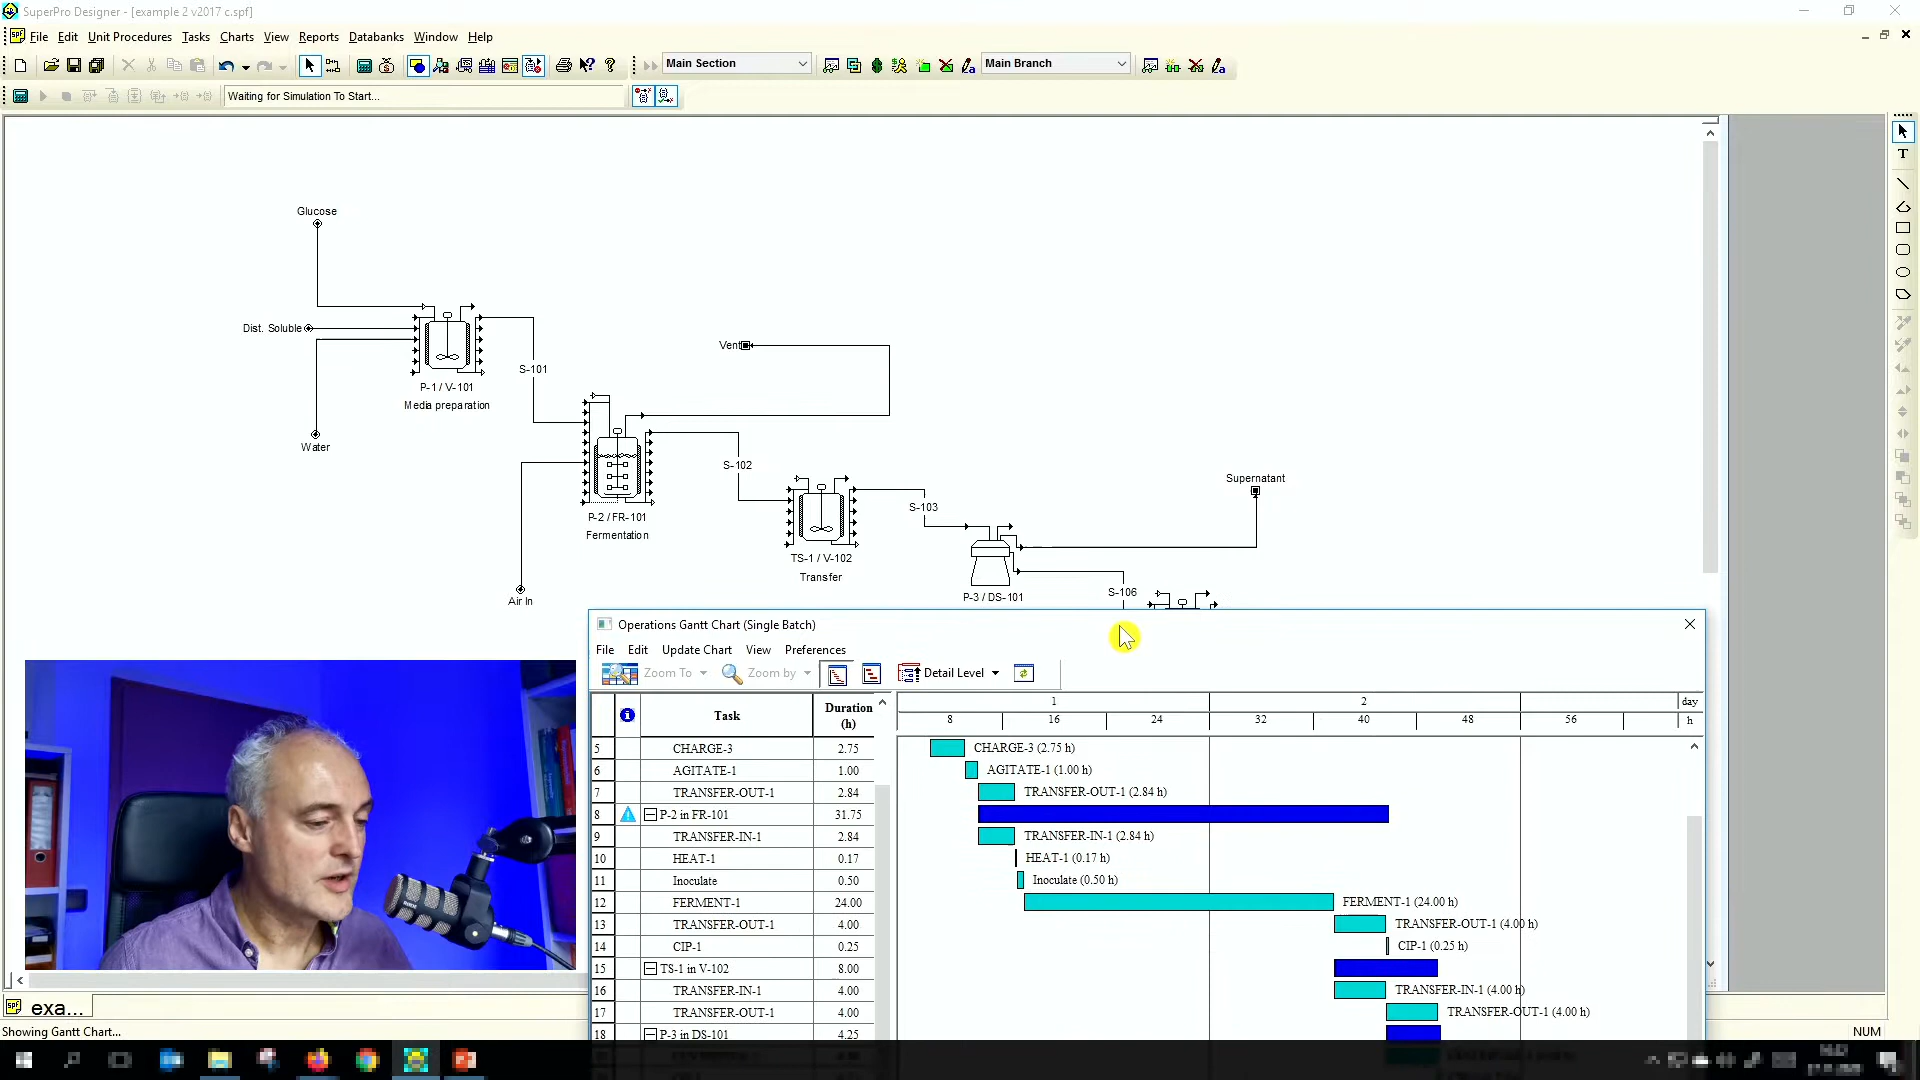 SuperPro Designer - [example 2 v2017 c.spf]
File Edit Unit Procedures Tasks Charts View Reports Databanks Window Help
Main Section Main Branch
Waiting for Simulation To Start...
Glucose
Dist. Soluble
Water
P-1 / V-101
Media preparation
S-101
Vent
P-2 / FR-101
Fermentation
Air In
S-102
TS-1 / V-102
Transfer
S-103
Supernatant
P-3 / DS-101
S-106
Operations Gantt Chart (Single Batch)
File Edit Update Chart View Preferences
Zoom To Zoom by Detail Level
Task Duration (h)
1 2 day
8 16 24 32 40 48 56 h
5 CHARGE-3 2.75 CHARGE-3 (2.75 h)
6 AGITATE-1 1.00 AGITATE-1 (1.00 h)
7 TRANSFER-OUT-1 2.84 TRANSFER-OUT-1 (2.84 h)
8 P-2 in FR-101 31.75
9 TRANSFER-IN-1 2.84 TRANSFER-IN-1 (2.84 h)
10 HEAT-1 0.17 HEAT-1 (0.17 h)
11 Inoculate 0.50 Inoculate (0.50 h)
12 FERMENT-1 24.00 FERMENT-1 (24.00 h)
13 TRANSFER-OUT-1 4.00 TRANSFER-OUT-1 (4.00 h)
14 CIP-1 0.25 CIP-1 (0.25 h)
15 TS-1 in V-102 8.00
16 TRANSFER-IN-1 4.00 TRANSFER-IN-1 (4.00 h)
17 TRANSFER-OUT-1 4.00 TRANSFER-OUT-1 (4.00 h)
18 P-3 in DS-101 4.25
exa...
Showing Gantt Chart...
NUM